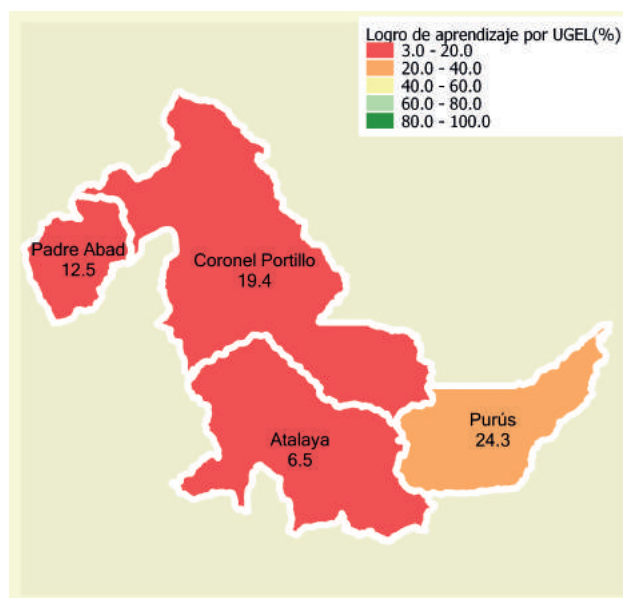 Logro de aprendizaje por UGEL(%)
3.0 - 20.0
20.0 - 40.0
40.0 - 60.0
60.0 - 80.0
80.0 - 100.0
Padre Abad
12.5
Coronel Portillo
19.4
Atalaya
6.5
Purús
24.3